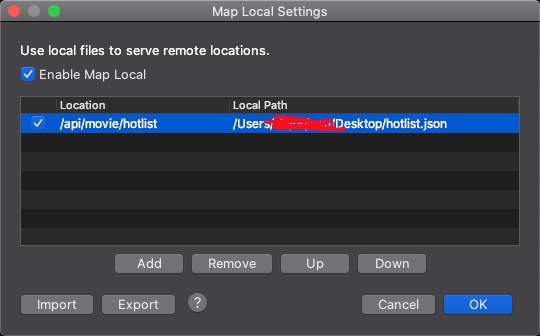 Map Local Settings
Use local files to serve remote locations.
Enable Map Local
Location Local Path
/api/movie/hotlist /Users/ /Desktop/hotlist.json
Add Remove Up Down
Import Export ? Cancel OK